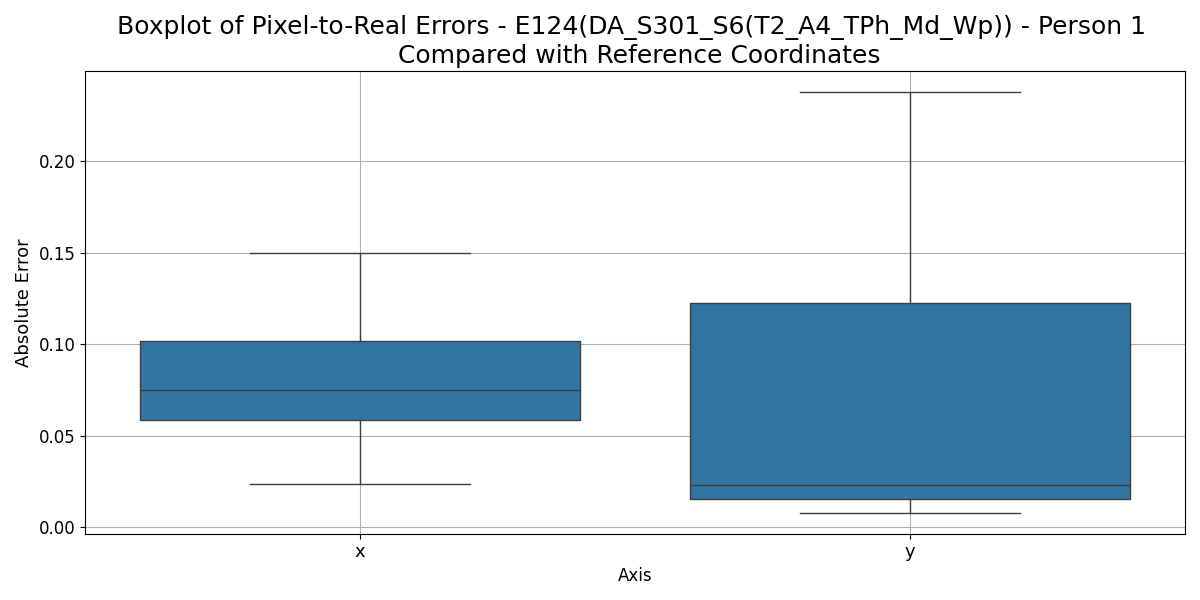 Boxplot of Pixel-to-Real Errors - E124(DA_S301_S6(T2_A4_TPh_Md_Wp)) - Person 1
Compared with Reference Coordinates
Absolute Error
0.20
0.15
0.10
0.05
0.00
x
y
Axis